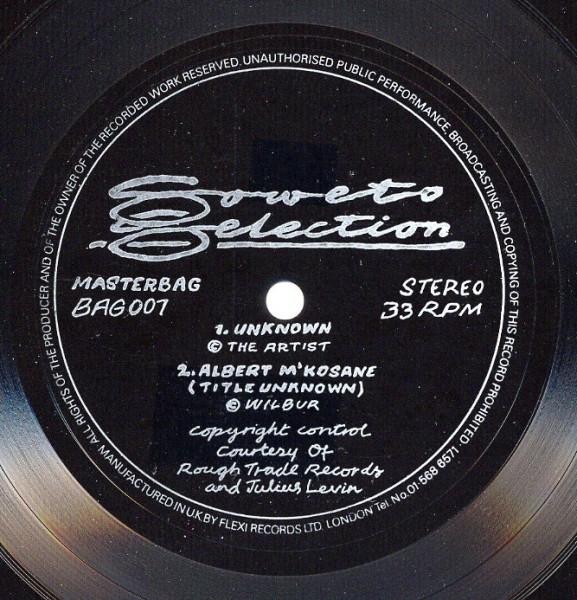 ALL RIGHTS OF THE PRODUCER AND OF THE OWNER OF THE RECORDED WORK RESERVED. UNAUTHORISED PUBLIC PERFORMANCE BROADCASTING AND COPYING OF THIS RECORD PROHIBITED.
Soweto
Selection
MASTERBAG
BAG 007
STEREO
33 RPM
1. UNKNOWN
© THE ARTIST
2. ALBERT M'KOSANE
(TITLE UNKNOWN)
© WILBUR
copyright control
Courtesy Of
Rough Trade Records
and Julius Levin
MANUFACTURED IN U.K. BY FLEXI RECORDS LTD. LONDON Tel No. 01·568 6571.